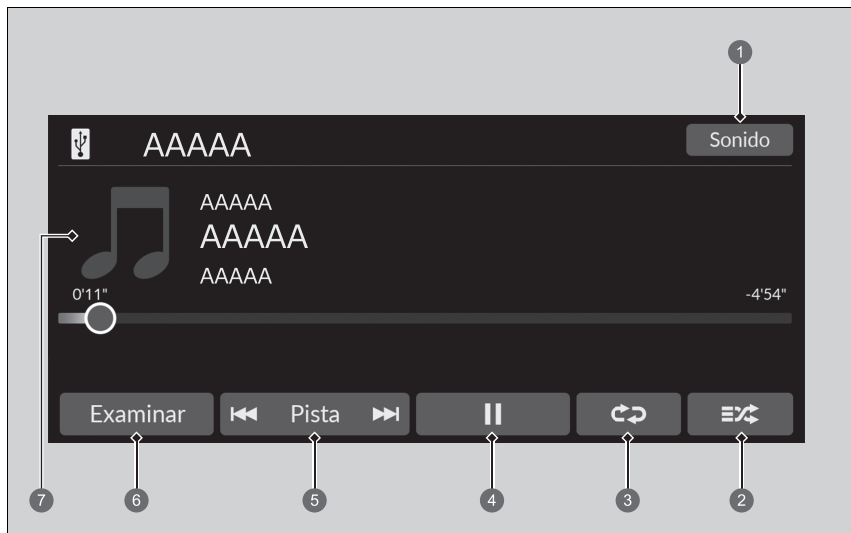 1
AAAAA
Sonido
AAAAA
AAAAA
AAAAA
0'11"
-4'54"
Examinar
Pista
7
6
5
4
3
2